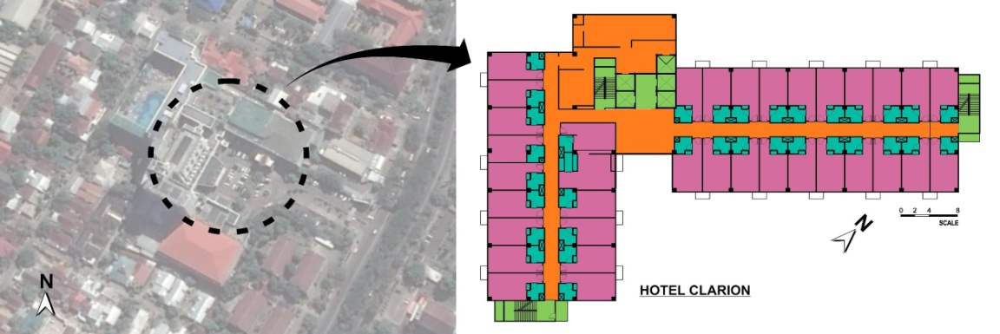 N
N
0 2 4 8
SCALE
HOTEL CLARION